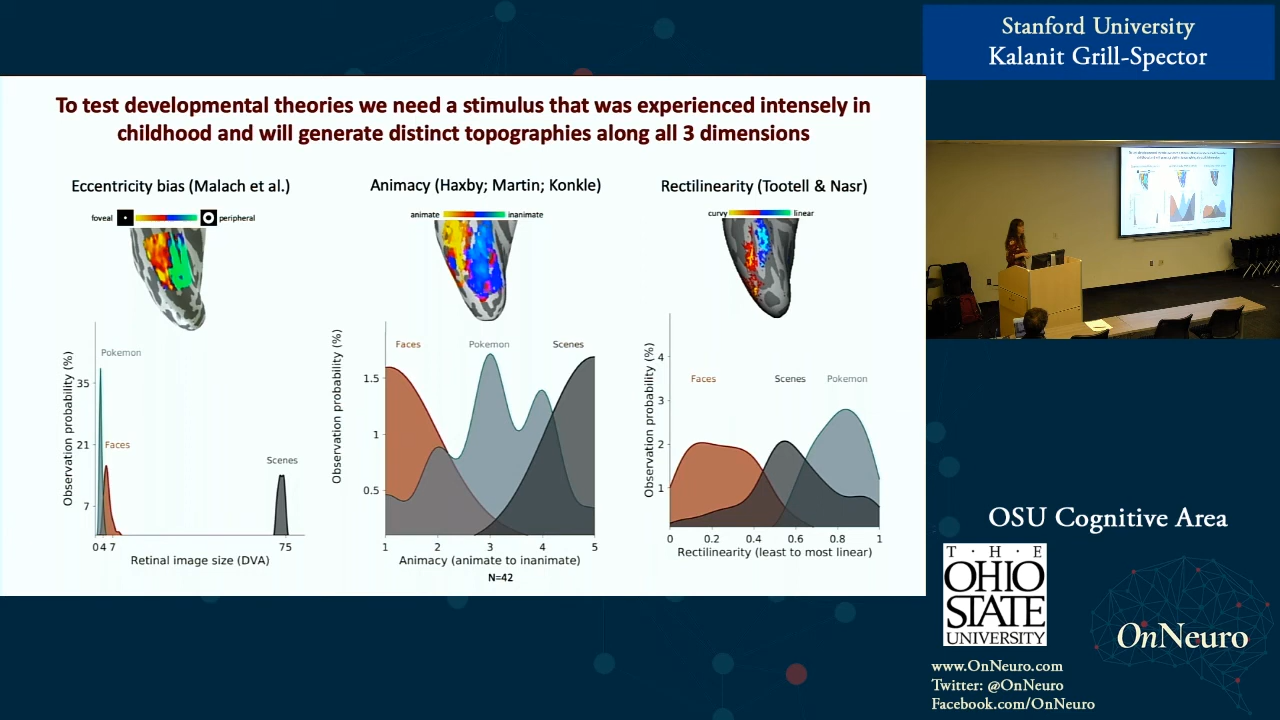 Stanford University
Kalanit Grill-Spector
To test developmental theories we need a stimulus that was experienced intensely in
childhood and will generate distinct topographies along all 3 dimensions
Eccentricity bias (Malach et al.)
foveal
peripheral
Pokemon
Faces
Scenes
Observation probability (%)
35
21
7
0 4 7
75
Retinal image size (DVA)
Animacy (Haxby; Martin; Konkle)
animate
inanimate
Faces
Pokemon
Scenes
Observation probability (%)
1.5
1
0.5
1 2 3 4 5
Animacy (animate to inanimate)
N=42
Rectilinearity (Tootell & Nasr)
curvy
linear
Faces
Scenes
Pokemon
Observation probability (%)
4
3
2
1
0 0.2 0.4 0.6 0.8 1
Rectilinearity (least to most linear)
OSU Cognitive Area
T · H · E
OHIO
STATE
UNIVERSITY
OnNeuro
www.OnNeuro.com
Twitter: @OnNeuro
Facebook.com/OnNeuro